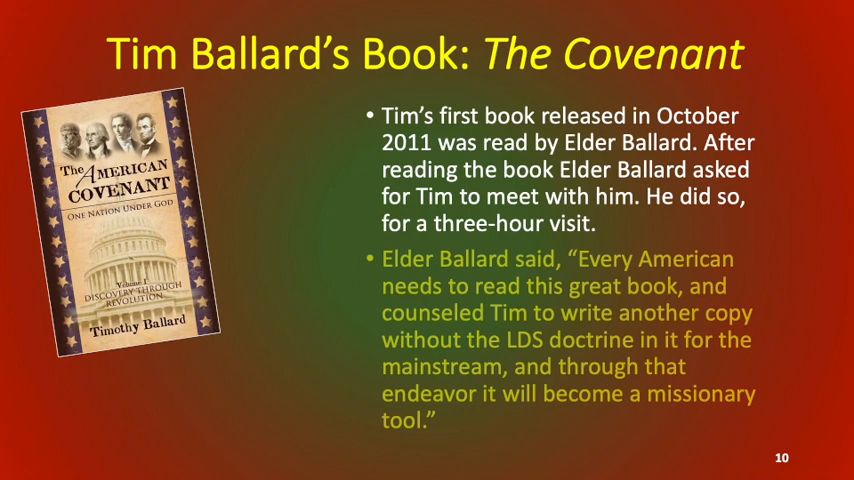 Tim Ballard’s Book: The Covenant
The AMERICAN
COVENANT
ONE NATION UNDER GOD
Volume I
DISCOVERY THROUGH
REVOLUTION
Timothy Ballard
• Tim’s first book released in October
2011 was read by Elder Ballard. After
reading the book Elder Ballard asked
for Tim to meet with him. He did so,
for a three-hour visit.
• Elder Ballard said, “Every American
needs to read this great book, and
counseled Tim to write another copy
without the LDS doctrine in it for the
mainstream, and through that
endeavor it will become a missionary
tool.”
10